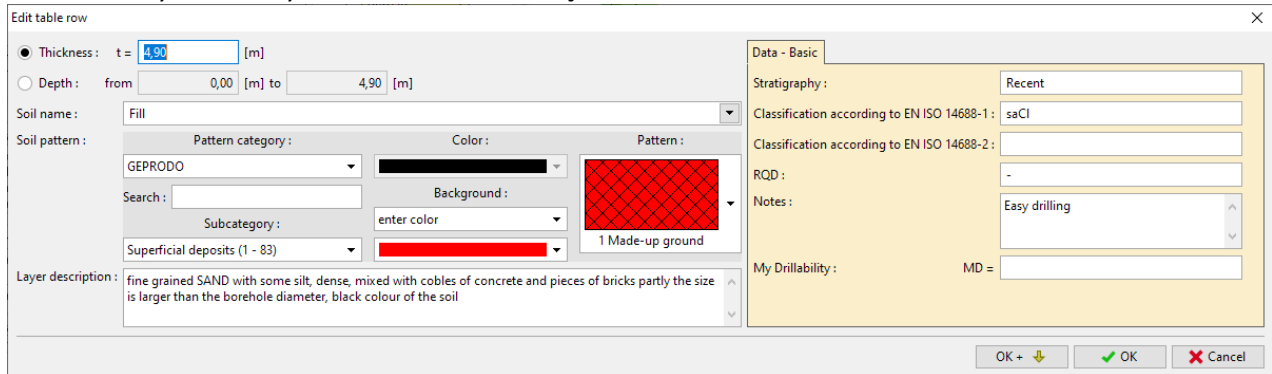 Edit table row
Thickness : t = 4,90 [m]
Depth : from 0,00 [m] to 4,90 [m]
Soil name : Fill
Soil pattern : Pattern category : Color : Pattern :
GEPRODO
Search : Background :
Subcategory : enter color
Superficial deposits (1 - 83) 1 Made-up ground
Layer description : fine grained SAND with some silt, dense, mixed with cobles of concrete and pieces of bricks partly the size
is larger than the borehole diameter, black colour of the soil
Data - Basic
Stratigraphy : Recent
Classification according to EN ISO 14688-1 : saCl
Classification according to EN ISO 14688-2 :
RQD : -
Notes : Easy drilling
My Drillability : MD =
OK + OK Cancel